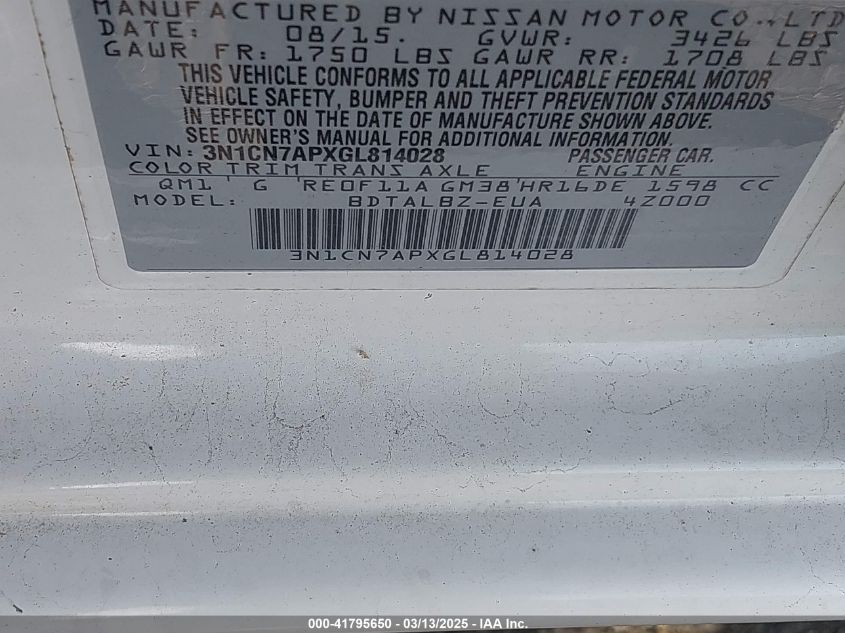 MANUFACTURED BY NISSAN MOTOR CO., LTD
DATE: 08/15. GVWR: 3426 LBS
GAWR FR: 1750 LBS GAWR RR: 1708 LBS
THIS VEHICLE CONFORMS TO ALL APPLICABLE FEDERAL MOTOR
VEHICLE SAFETY, BUMPER AND THEFT PREVENTION STANDARDS
IN EFFECT ON THE DATE OF MANUFACTURE SHOWN ABOVE.
SEE OWNER'S MANUAL FOR ADDITIONAL INFORMATION.
VIN: 3N1CN7APXGL814028 PASSENGER CAR.
COLOR TRIM TRANS AXLE ENGINE
QM1 G RE0F11A GM38 HR16DE 1598 CC
MODEL: BDTALBZ-EUA 4Z000
3N1CN7APXGL814028
000-41795650 / 03/13/2025 - IAA Inc.